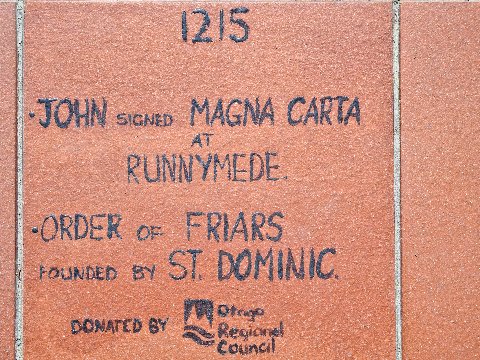 1215
·JOHN SIGNED MAGNA CARTA
AT
RUNNYMEDE.
·ORDER OF FRIARS
FOUNDED BY ST. DOMINIC.
DONATED BY Otago
Regional
Council